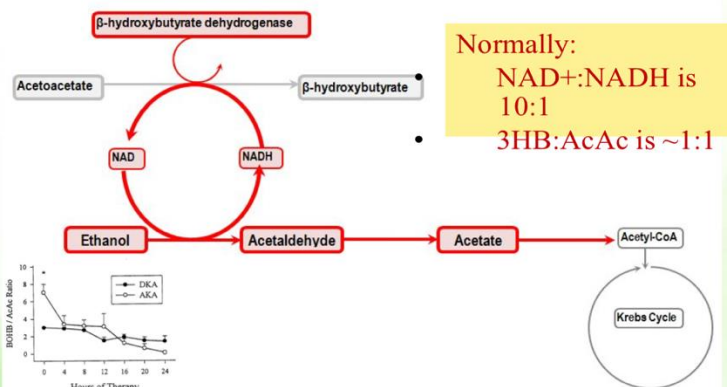 β-hydroxybutyrate dehydrogenase
Acetoacetate
β-hydroxybutyrate
• Normally:
NAD+:NADH is
10:1
• 3HB:AcAc is ~1:1
NAD
NADH
Ethanol
Acetaldehyde
Acetate
Acetyl-CoA
Krebs Cycle
BOHB / AcAc Ratio
10
8
6
4
2
0
*
DKA
AKA
0 4 8 12 16 20 24
Hours of Therapy